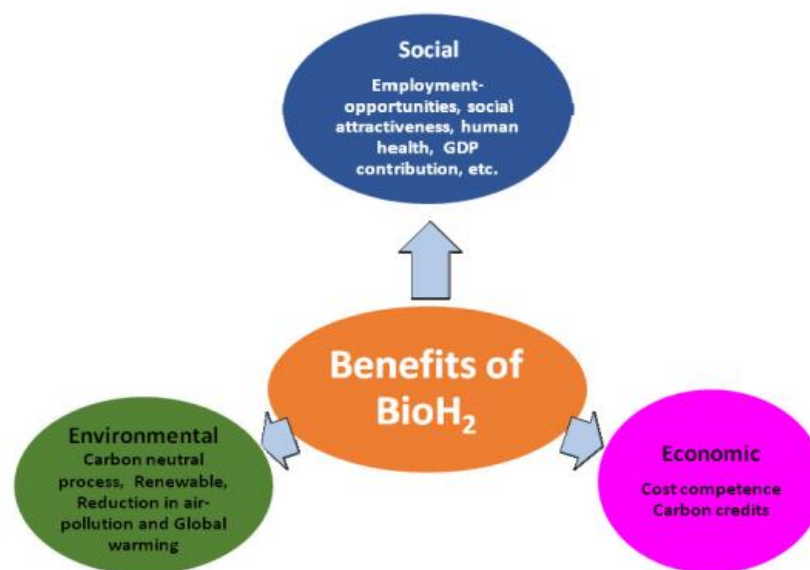 Social
Employment-
opportunities, social
attractiveness, human
health, GDP
contribution, etc.
Benefits of
BioH₂
Environmental
Carbon neutral
process, Renewable,
Reduction in air-
pollution and Global
warming
Economic
Cost competence
Carbon credits